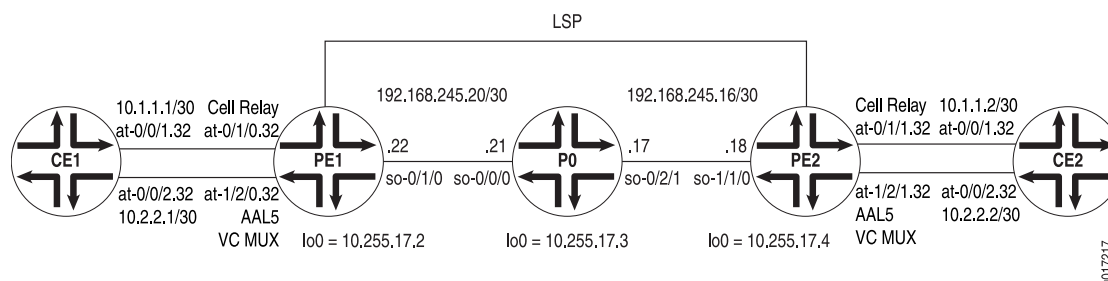 LSP
10.1.1.1/30 Cell Relay
at-0/0/1.32 at-0/1/0.32
192.168.245.20/30
192.168.245.16/30
Cell Relay 10.1.1.2/30
at-0/1/1.32 at-0/0/1.32
CE1
PE1
.22
.21
P0
.17
.18
PE2
CE2
so-0/1/0 so-0/0/0
so-0/2/1 so-1/1/0
at-0/0/2.32 at-1/2/0.32
10.2.2.1/30 AAL5
VC MUX
at-1/2/1.32 at-0/0/2.32
AAL5 10.2.2.2/30
VC MUX
lo0 = 10.255.17.2
lo0 = 10.255.17.3
lo0 = 10.255.17.4
g017217